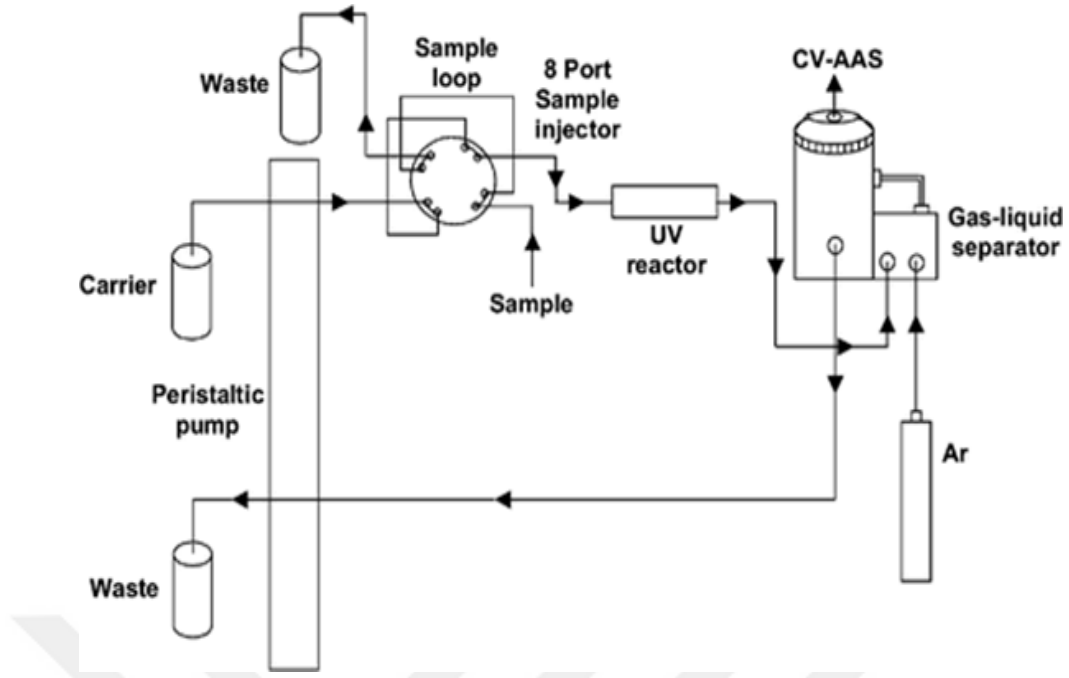 Waste
Sample
loop
8 Port
Sample
injector
CV-AAS
Carrier
Sample
UV
reactor
Gas-liquid
separator
Peristaltic
pump
Ar
Waste